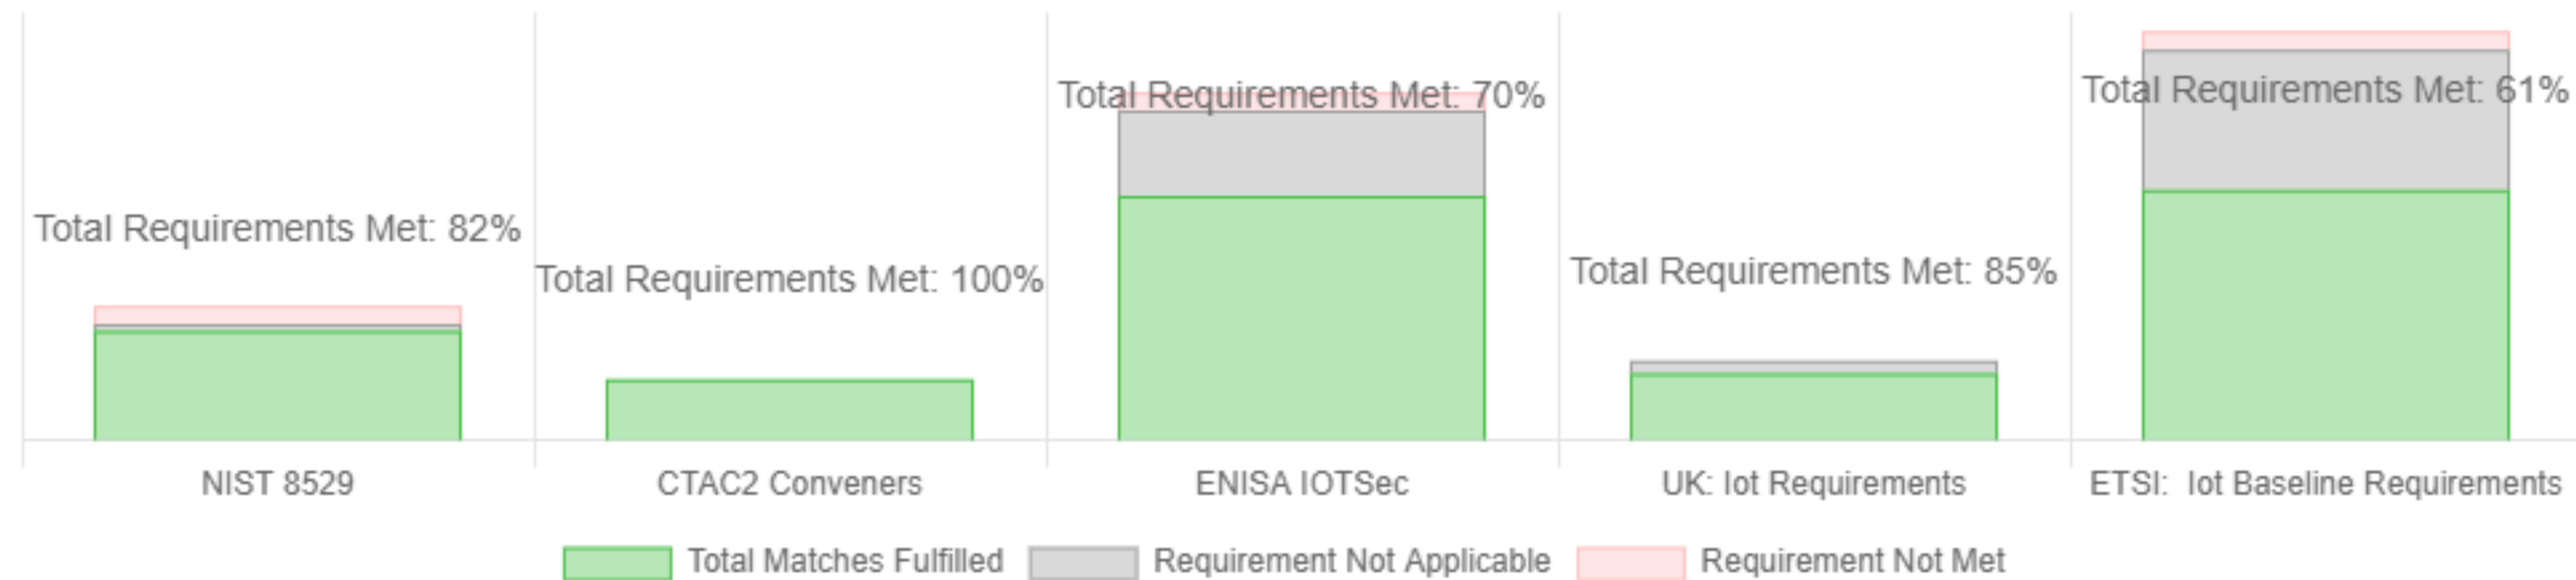 Total Requirements Met: 82%
Total Requirements Met: 100%
Total Requirements Met: 70%
Total Requirements Met: 85%
Total Requirements Met: 61%
NIST 8529
CTAC2 Conveners
ENISA IOTSec
UK: Iot Requirements
ETSI:  Iot Baseline Requirements
Total Matches Fulfilled
Requirement Not Applicable
Requirement Not Met